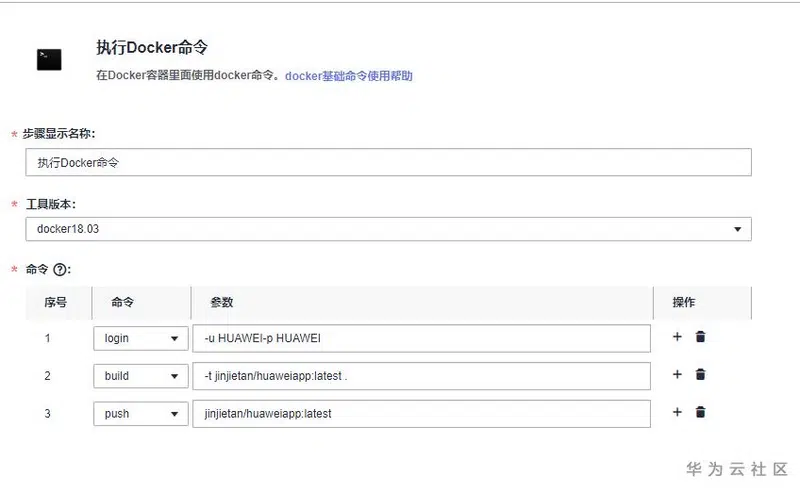 执行Docker命令
在Docker容器里面使用docker命令。docker基础命令使用帮助
* 步骤显示名称:
执行Docker命令
* 工具版本:
docker18.03
* 命令 ?:
序号 命令 参数 操作
1 login -u HUAWEI-p HUAWEI +
2 build -t jinjietan/huaweiapp:latest . +
3 push jinjietan/huaweiapp:latest +
华为云社区